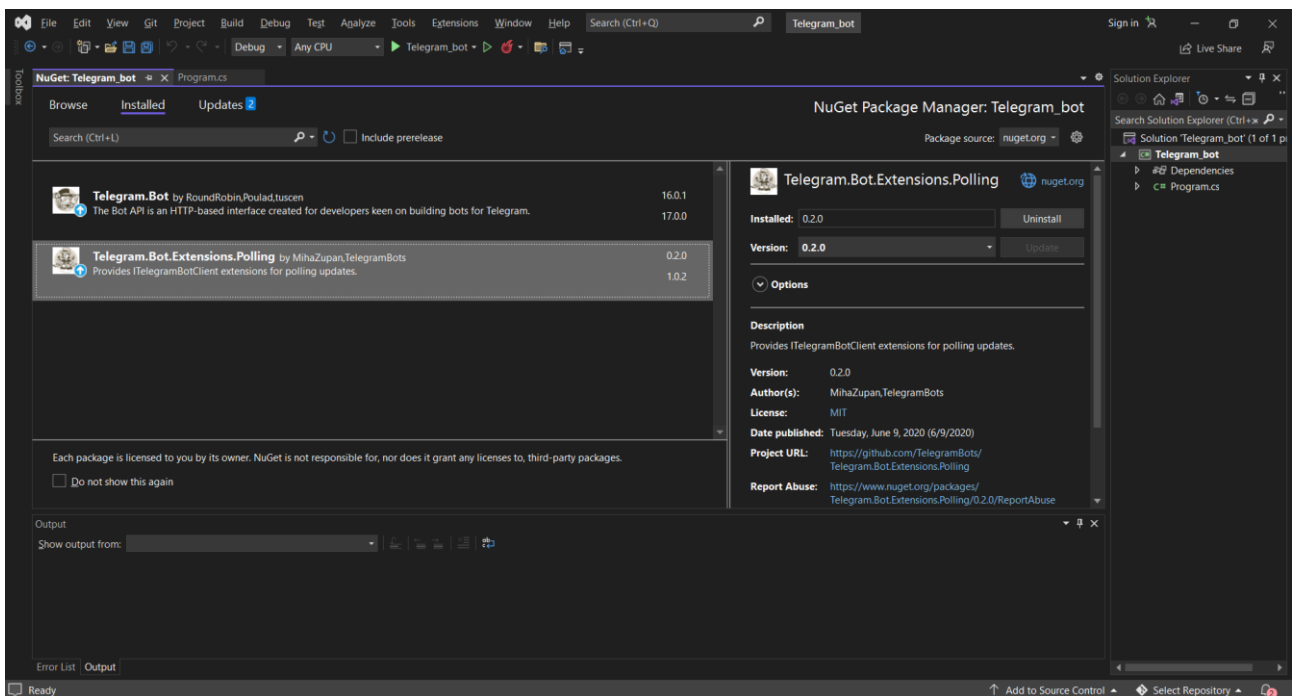 File Edit View Git Project Build Debug Test Analyze Tools Extensions Window Help Search (Ctrl+Q) Telegram_bot Sign in
Debug Any CPU Telegram_bot Live Share
Toolbox
NuGet: Telegram_bot Program.cs
Browse Installed Updates 2
NuGet Package Manager: Telegram_bot
Search (Ctrl+L) Include prerelease
Package source: nuget.org
Telegram.Bot by RoundRobin,Poulad,tuscen 16.0.1
The Bot API is an HTTP-based interface created for developers keen on building bots for Telegram. 17.0.0
Telegram.Bot.Extensions.Polling by MihaZupan,TelegramBots 0.2.0
Provides ITelegramBotClient extensions for polling updates. 1.0.2
Each package is licensed to you by its owner. NuGet is not responsible for, nor does it grant any licenses to, third-party packages.
Do not show this again
Telegram.Bot.Extensions.Polling nuget.org
Installed: 0.2.0 Uninstall
Version: 0.2.0 Update
Options
Description
Provides ITelegramBotClient extensions for polling updates.
Version: 0.2.0
Author(s): MihaZupan,TelegramBots
License: MIT
Date published: Tuesday, June 9, 2020 (6/9/2020)
Project URL: https://github.com/TelegramBots/
Telegram.Bot.Extensions.Polling
Report Abuse: https://www.nuget.org/packages/
Telegram.Bot.Extensions.Polling/0.2.0/ReportAbuse
Solution Explorer
Search Solution Explorer (Ctrl+
Solution 'Telegram_bot' (1 of 1 p
Telegram_bot
Dependencies
C# Program.cs
Output
Show output from:
Error List Output
Ready Add to Source Control Select Repository 2